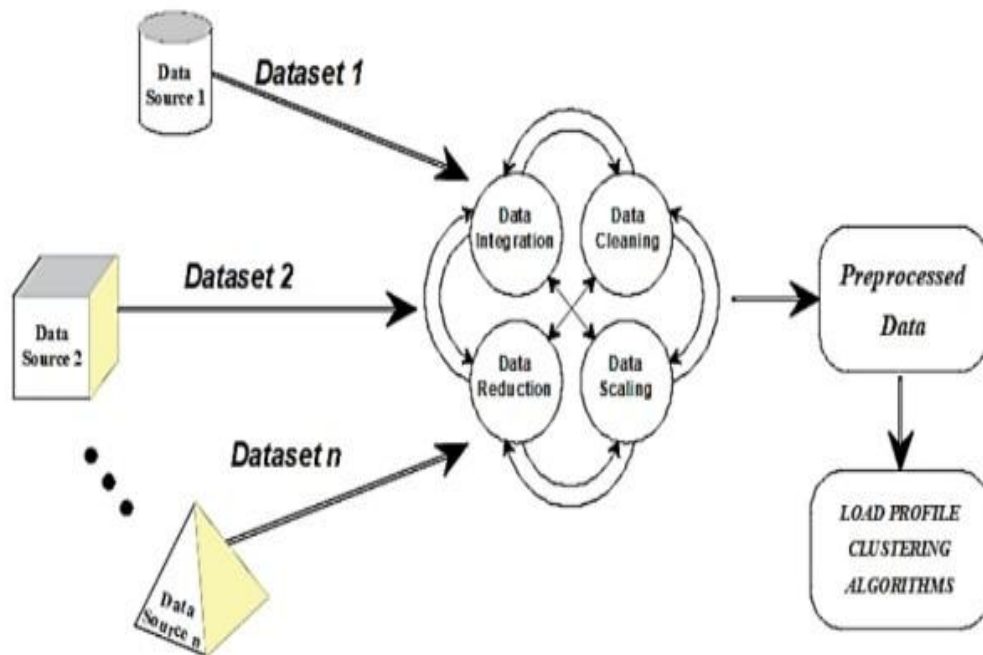 Data
Source 1
Dataset 1
Data
Integration
Data
Cleaning
Data
Source 2
Dataset 2
Preprocessed
Data
Data
Reduction
Data
Scaling
Dataset n
Data
Source n
LOAD PROFILE
CLUSTERING
ALGORITHMS